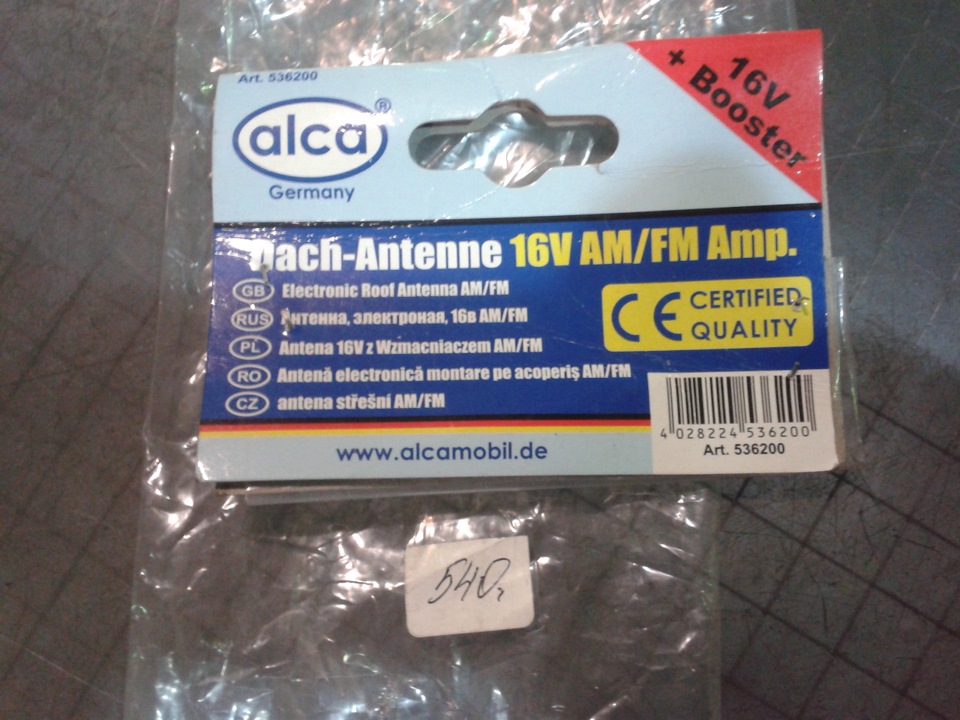 Art. 536200
alca®
Germany
16V
+ Booster
Dach-Antenne 16V AM/FM Amp.
GB Electronic Roof Antenna AM/FM
RUS Антенна, электроная, 16в AM/FM
PL Antena 16V z Wzmacniaczem AM/FM
RO Antenă electronică montare pe acoperiş AM/FM
CZ antena střešní AM/FM
CE CERTIFIED
QUALITY
4 028224 536200
Art. 536200
www.alcamobil.de
540